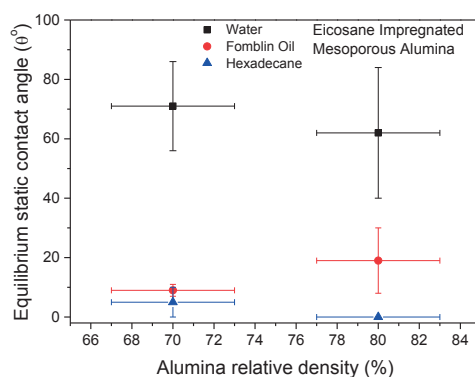 100
80
60
40
20
0
Equilibrium static contact angle (θ°)
Water
Fomblin Oil
Hexadecane
Eicosane Impregnated
Mesoporous Alumina
66 68 70 72 74 76 78 80 82 84
Alumina relative density (%)